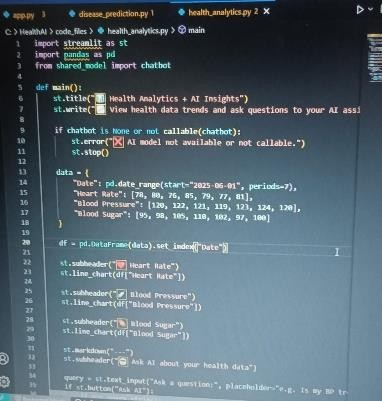 app.py 3 disease_prediction.py 1 health_analytics.py 2 ×
C: > HealthAI > code_files > health_analytics.py > main
1 import streamlit as st
2 import pandas as pd
3 from shared_model import chatbot
4
5 def main():
6 st.title("📊 Health Analytics + AI Insights")
7 st.write("📈 View health data trends and ask questions to your AI assi
8
9 if chatbot is None or not callable(chatbot):
10 st.error("❌ AI model not available or not callable.")
11 st.stop()
12
13 data = {
14 "Date": pd.date_range(start="2025-06-01", periods=7),
15 "Heart Rate": [78, 80, 76, 85, 79, 77, 81],
16 "Blood Pressure": [120, 122, 121, 119, 123, 124, 120],
17 "Blood Sugar": [95, 98, 105, 110, 102, 97, 100]
18 }
19
20 df = pd.DataFrame(data).set_index("Date")
21
22 st.subheader("❤️ Heart Rate")
23 st.line_chart(df["Heart Rate"])
24
25 st.subheader(" Blood Pressure")
26 st.line_chart(df["Blood Pressure"])
27
28 st.subheader(" Blood Sugar")
29 st.line_chart(df["Blood Sugar"])
30
31 st.markdown("---")
32 st.subheader(" Ask AI about your health data")
33
34 query = st.text_input("Ask a question:", placeholder="e.g. Is my BP tr
35 if st.button("Ask AI"):